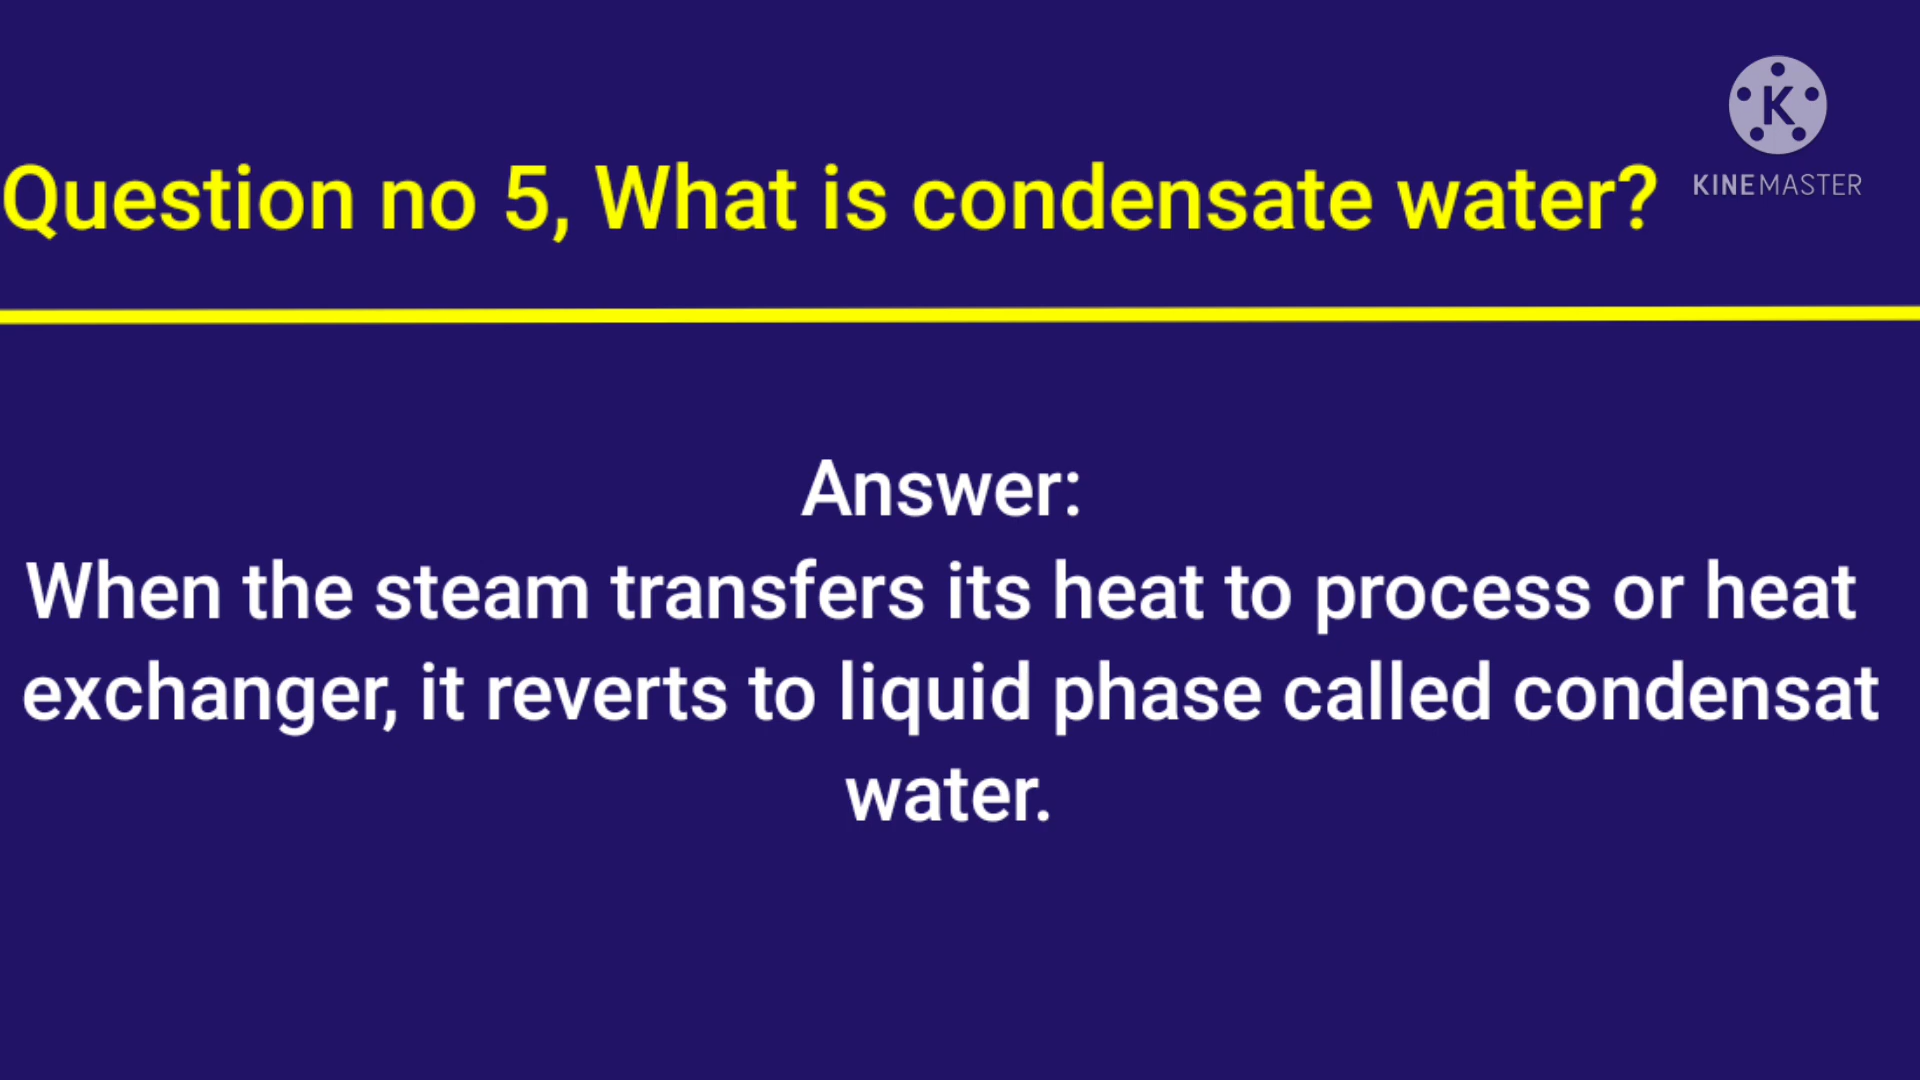 K
KINEMASTER
Question no 5, What is condensate water?
Answer:
When the steam transfers its heat to process or heat
exchanger, it reverts to liquid phase called condensat
water.